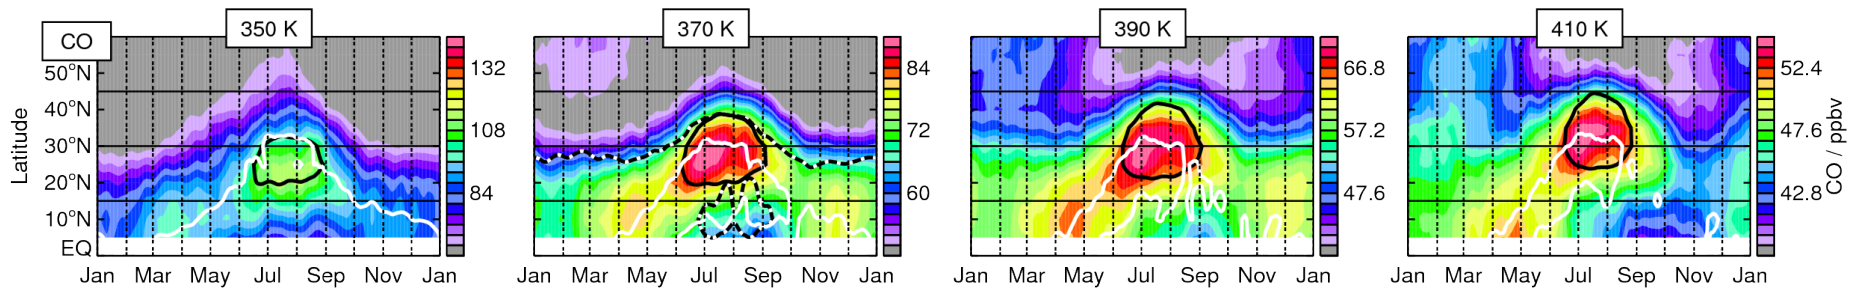 CO
350 K
370 K
390 K
410 K
Latitude
50°N
40°N
30°N
20°N
10°N
EQ
Jan Mar May Jul Sep Nov Jan
132
108
84
Jan Mar May Jul Sep Nov Jan
84
72
60
Jan Mar May Jul Sep Nov Jan
66.8
57.2
47.6
Jan Mar May Jul Sep Nov Jan
52.4
47.6
42.8
CO / ppbv